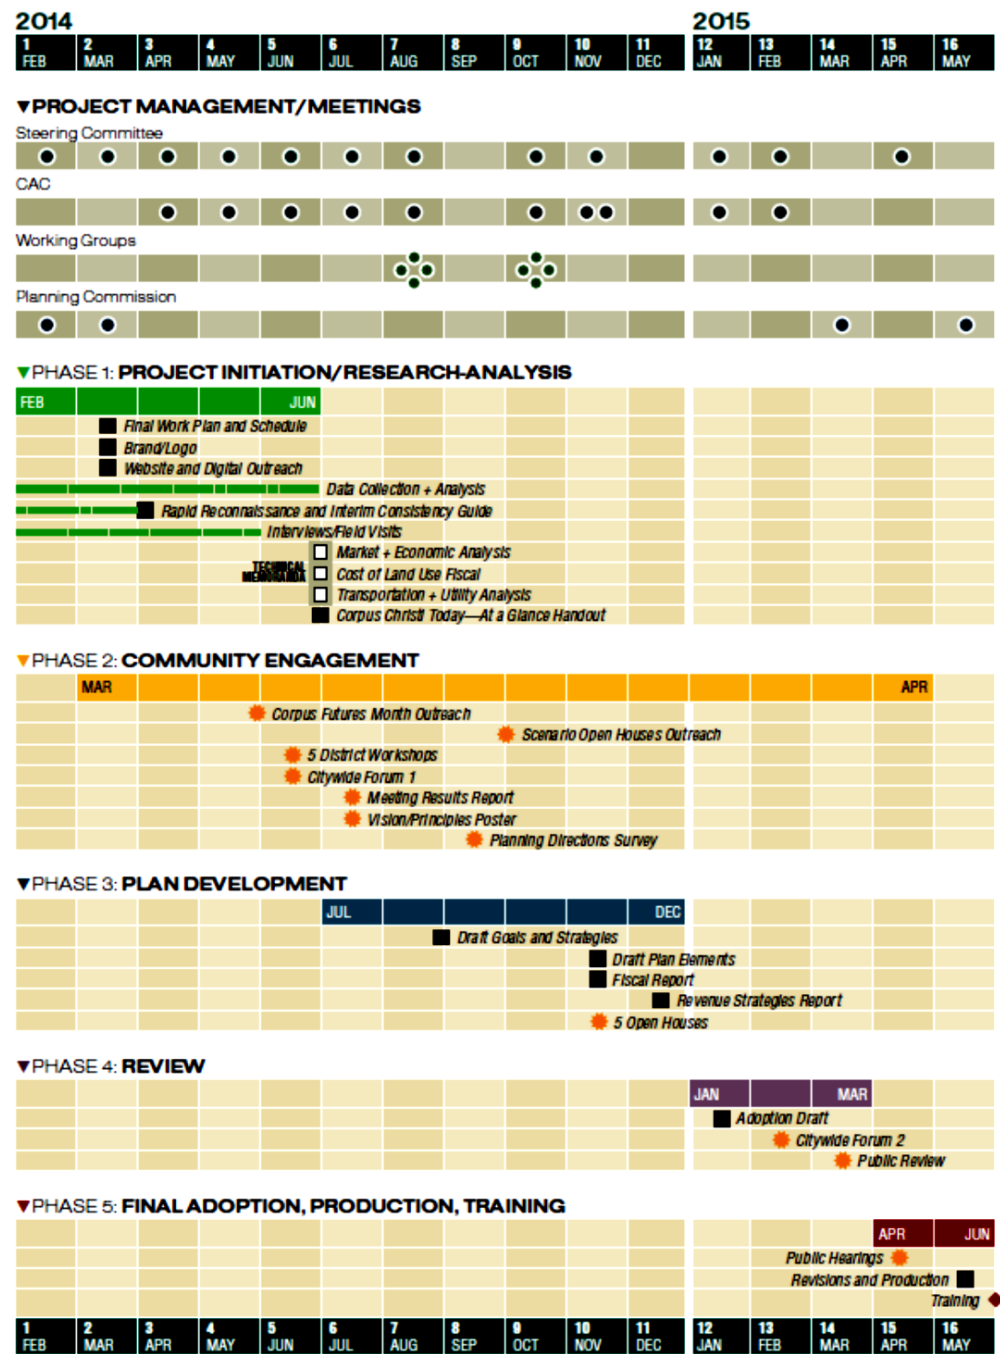 2014 2015
1 2 3 4 5 6 7 8 9 10 11 12 13 14 15 16
FEB MAR APR MAY JUN JUL AUG SEP OCT NOV DEC JAN FEB MAR APR MAY
▼PROJECT MANAGEMENT/MEETINGS
Steering Committee
CAC
Working Groups
Planning Commission
▼PHASE 1: PROJECT INITIATION/RESEARCH-ANALYSIS
FEB JUN
Final Work Plan and Schedule
Brand/Logo
Website and Digital Outreach
Data Collection + Analysis
Rapid Reconnaissance and Interim Consistency Guide
Interviews/Field Visits
Market + Economic Analysis
TECHNICAL
MEMORANDA
Cost of Land Use Fiscal
Transportation + Utility Analysis
Corpus Christi Today—At a Glance Handout
▼PHASE 2: COMMUNITY ENGAGEMENT
MAR APR
Corpus Futures Month Outreach
Scenario Open Houses Outreach
5 District Workshops
Citywide Forum 1
Meeting Results Report
Vision/Principles Poster
Planning Directions Survey
▼PHASE 3: PLAN DEVELOPMENT
JUL DEC
Draft Goals and Strategies
Draft Plan Elements
Fiscal Report
Revenue Strategies Report
5 Open Houses
▼PHASE 4: REVIEW
JAN MAR
Adoption Draft
Citywide Forum 2
Public Review
▼PHASE 5: FINAL ADOPTION, PRODUCTION, TRAINING
APR JUN
Public Hearings
Revisions and Production
Training
1 2 3 4 5 6 7 8 9 10 11 12 13 14 15 16
FEB MAR APR MAY JUN JUL AUG SEP OCT NOV DEC JAN FEB MAR APR MAY